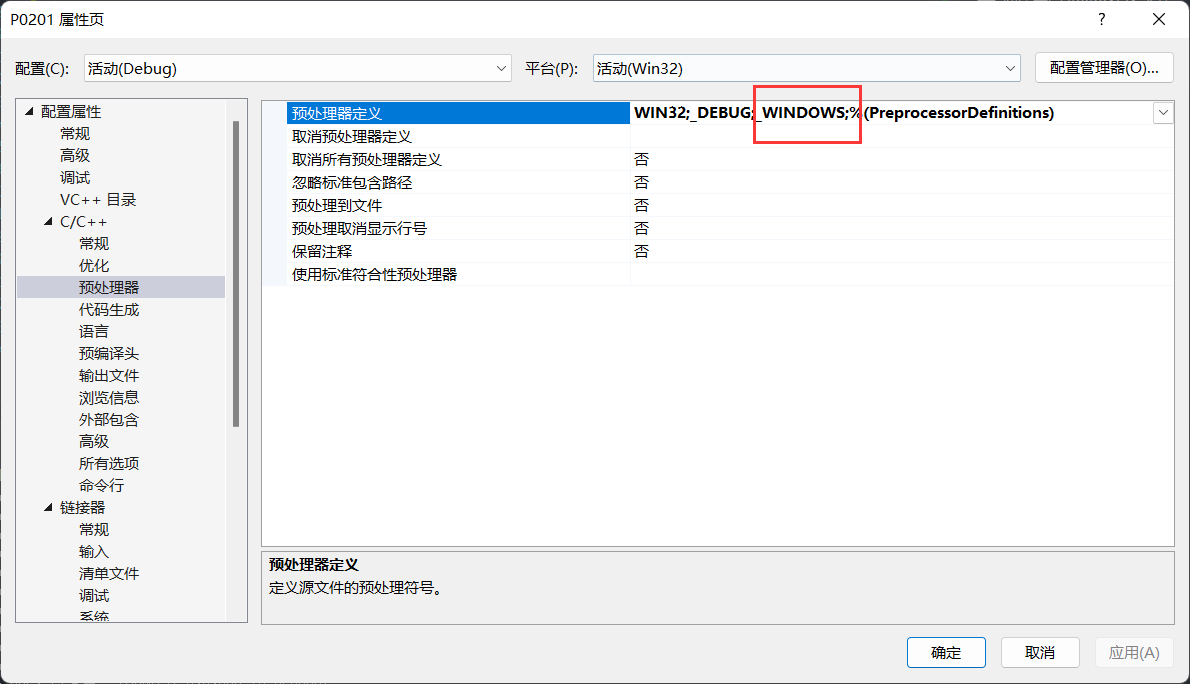 P0201 属性页
配置(C): 活动(Debug) 平台(P): 活动(Win32) 配置管理器(O)...
配置属性
常规
高级
调试
VC++ 目录
C/C++
常规
优化
预处理器
代码生成
语言
预编译头
输出文件
浏览信息
外部包含
高级
所有选项
命令行
链接器
常规
输入
清单文件
调试
系统
预处理器定义 WIN32;_DEBUG;_WINDOWS;%(PreprocessorDefinitions)
取消预处理器定义
取消所有预处理器定义 否
忽略标准包含路径 否
预处理到文件 否
预处理取消显示行号 否
保留注释 否
使用标准符合性预处理器
预处理器定义
定义源文件的预处理符号。
确定 取消 应用(A)